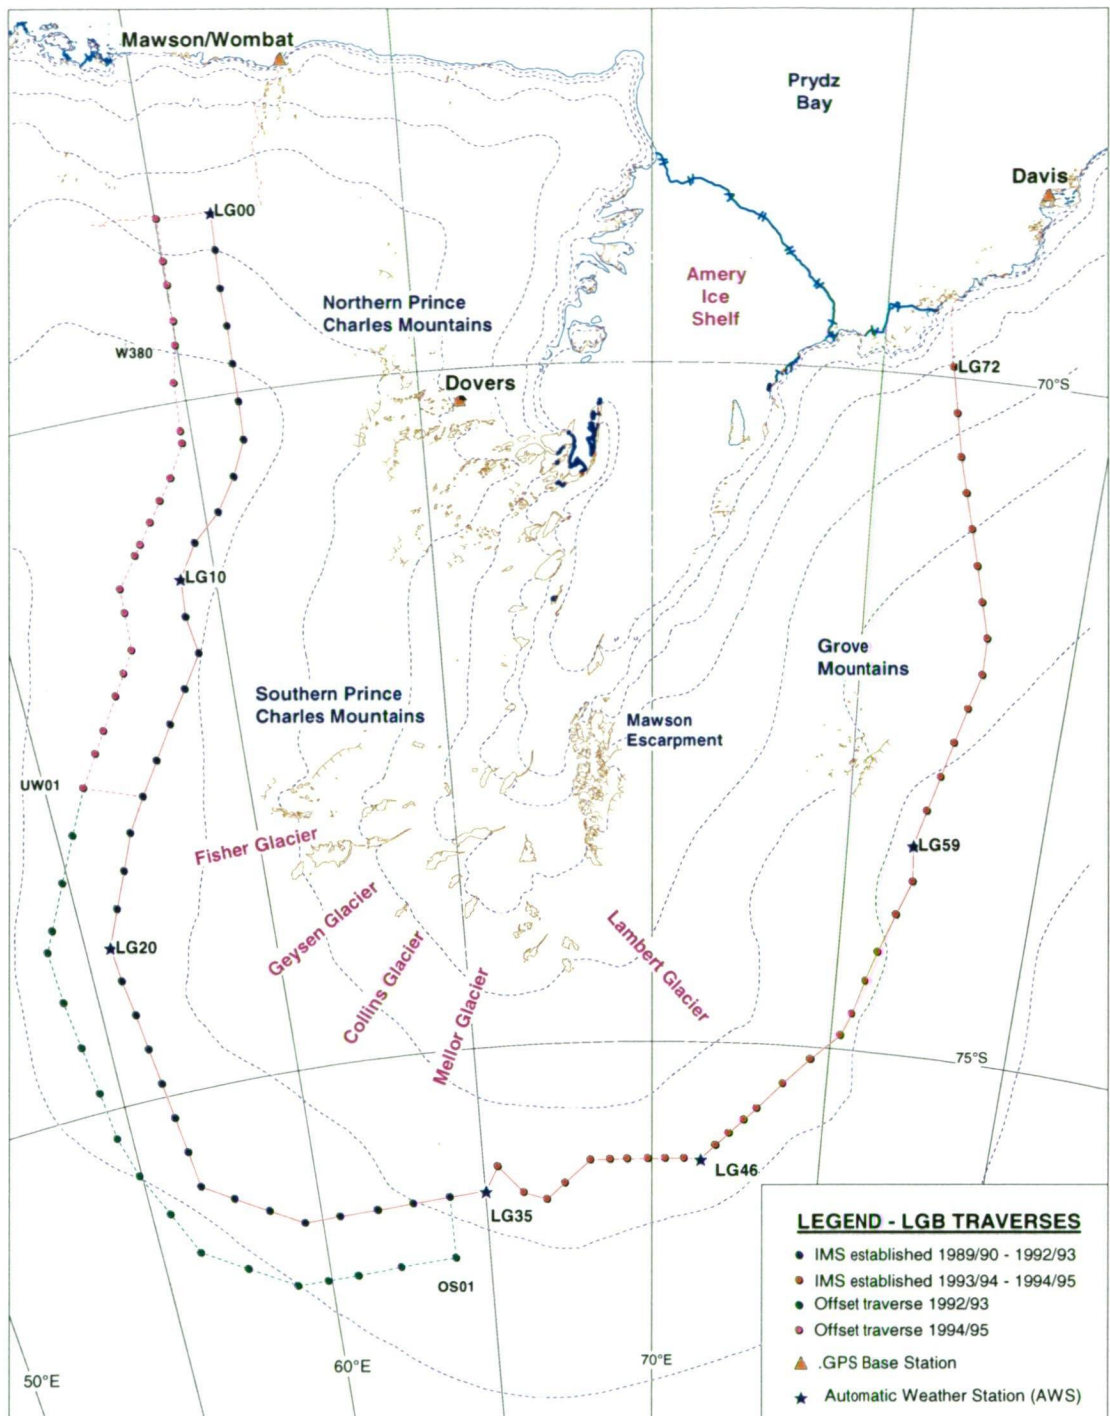 Mawson/Wombat
Prydz
Bay
Davis
LG00
Amery
Ice
Shelf
Northern Prince
Charles Mountains
W380
LG72
70°S
Dovers
LG10
Grove
Mountains
Southern Prince
Charles Mountains
Mawson
Escarpment
UW01
Fisher Glacier
LG59
Geysen Glacier
Lambert Glacier
LG20
Collins Glacier
Mellor Glacier
75°S
LG46
LG35
OS01
LEGEND - LGB TRAVERSES
IMS established 1989/90 - 1992/93
IMS established 1993/94 - 1994/95
Offset traverse 1992/93
Offset traverse 1994/95
.GPS Base Station
Automatic Weather Station (AWS)
50°E
60°E
70°E